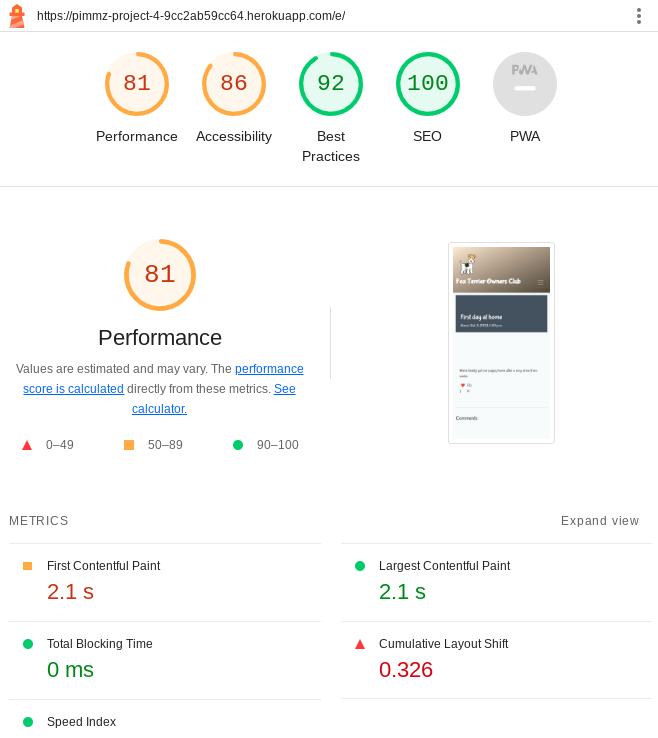 https://pimmz-project-4-9cc2ab59cc64.herokuapp.com/e/
81
86
92
100
PWA
Performance
Accessibility
Best
Practices
SEO
PWA
81
Performance
Values are estimated and may vary. The performance
score is calculated directly from these metrics. See
calculator.
0–49
50–89
90–100
Fox Terrier Owners Club
First day at home
Comments:
METRICS
Expand view
First Contentful Paint
2.1 s
Largest Contentful Paint
2.1 s
Total Blocking Time
0 ms
Cumulative Layout Shift
0.326
Speed Index